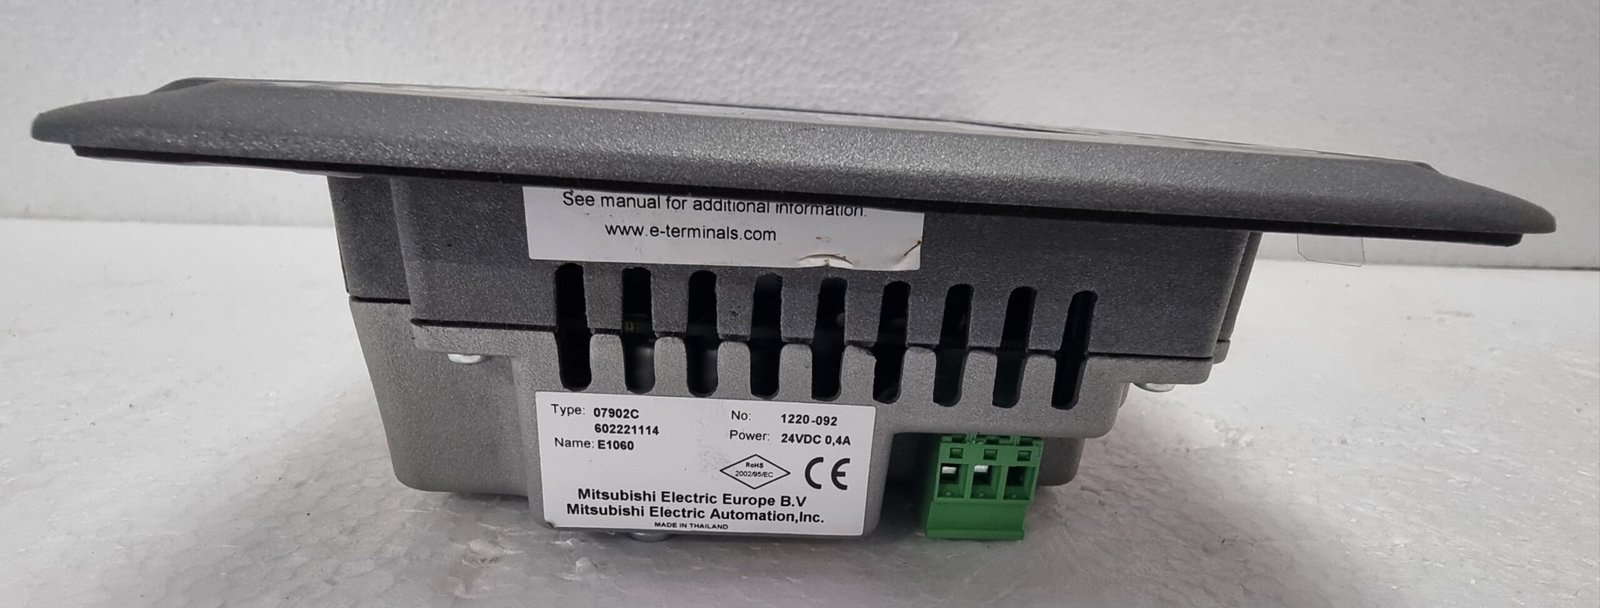 See manual for additional information.
www.e-terminals.com
Type: 07902C
602221114
Name: E1060
No: 1220-092
Power: 24VDC 0,4A
RoHS
2002/95/EC
CE
Mitsubishi Electric Europe B.V
Mitsubishi Electric Automation,Inc.
MADE IN THAILAND